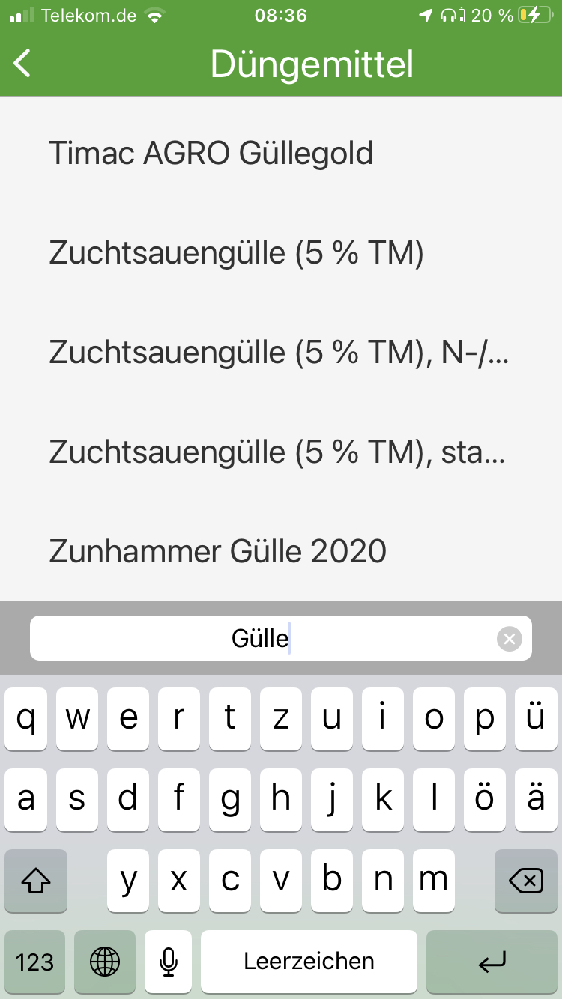 Telekom.de 08:36 20 %
Düngemittel
Timac AGRO Güllegold
Zuchtsauengülle (5 % TM)
Zuchtsauengülle (5 % TM), N-/...
Zuchtsauengülle (5 % TM), sta...
Zunhammer Gülle 2020
Gülle
q w e r t z u i o p ü
a s d f g h j k l ö ä
y x c v b n m
123 Leerzeichen